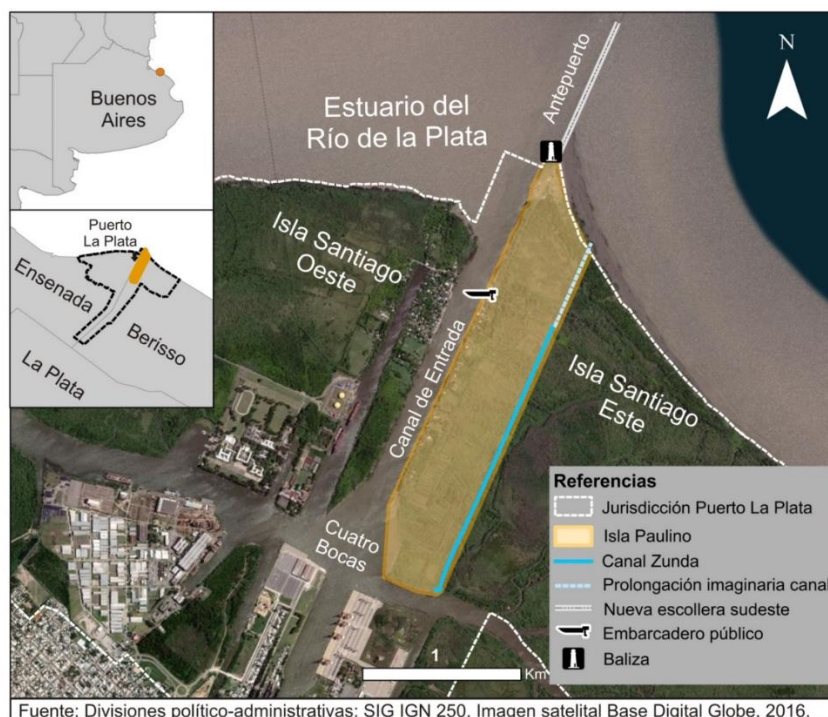 Buenos
Aires
Puerto
La Plata
Ensenada
Berisso
La Plata
Estuario del
Río de la Plata
Antepuerto
N
Isla Santiago
Oeste
Canal de Entrada
Isla Santiago
Este
Cuatro
Bocas
1
Km
Referencias
Jurisdicción Puerto La Plata
Isla Paulino
Canal Zunda
Prolongación imaginaria canal
Nueva escollera sudeste
Embarcadero público
Baliza
Fuente: Divisiones político-administrativas: SIG IGN 250. Imagen satelital Base Digital Globe, 2016.